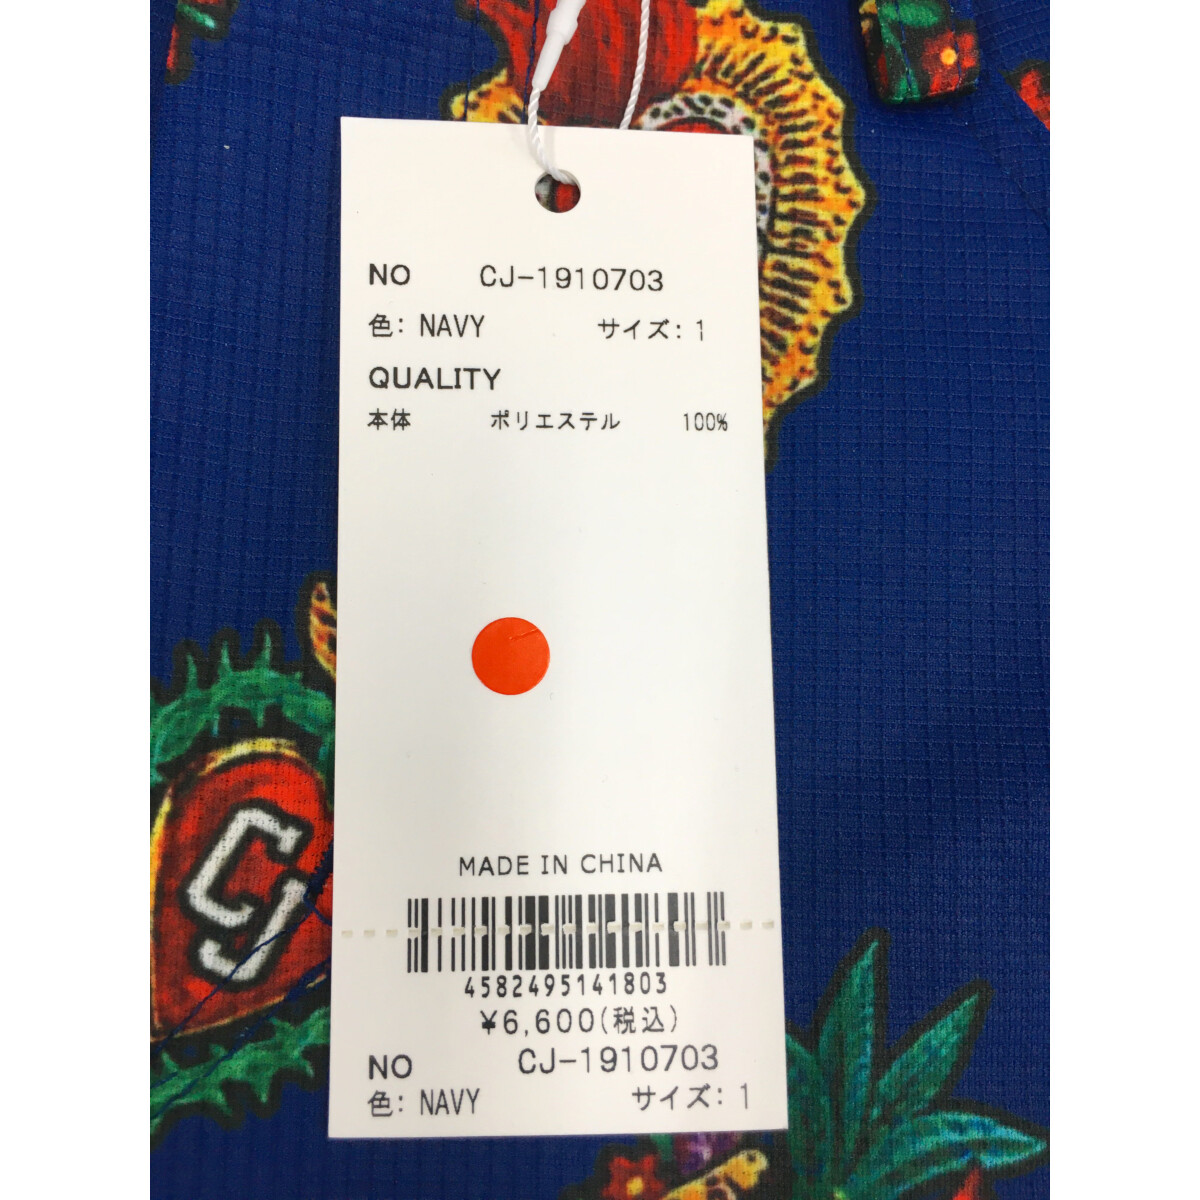 NO CJ-1910703
色: NAVY サイズ: 1
QUALITY
本体 ポリエステル 100%
CJ
MADE IN CHINA
4582495141803
¥6,600(税込)
NO CJ-1910703
色: NAVY サイズ: 1